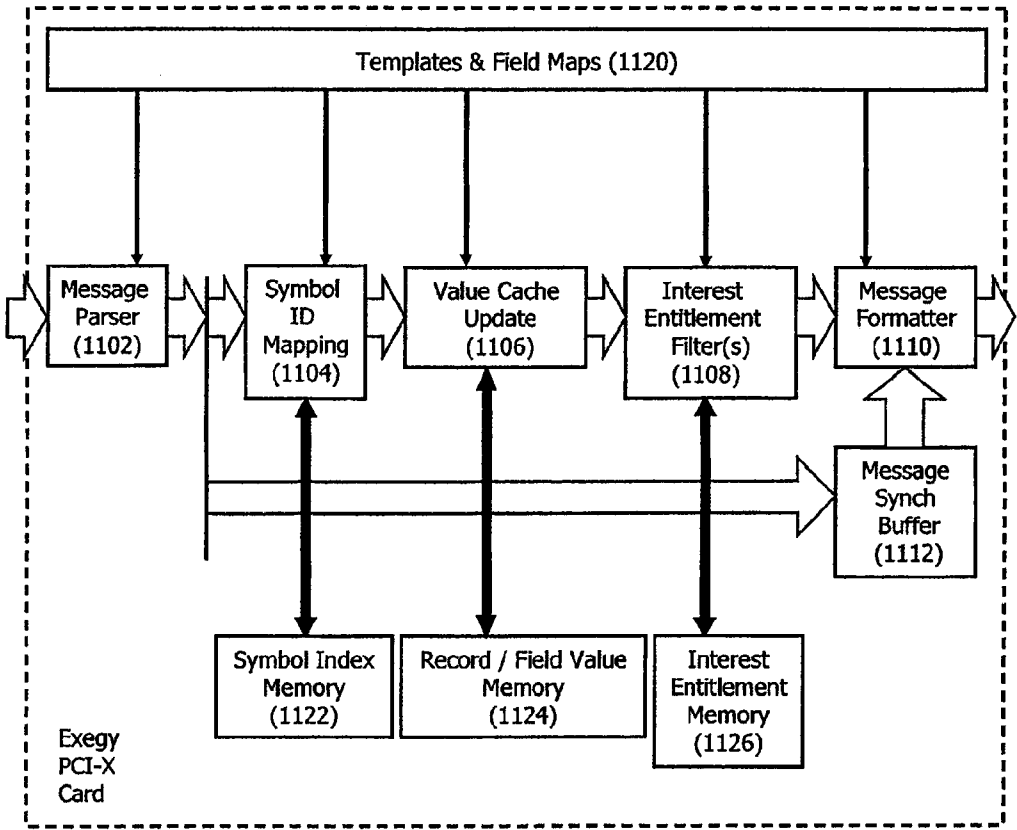 Templates & Field Maps (1120)
Message
Parser
(1102)
Symbol
ID
Mapping
(1104)
Value Cache
Update
(1106)
Interest
Entitlement
Filter(s)
(1108)
Message
Formatter
(1110)
Message
Synch
Buffer
(1112)
Symbol Index
Memory
(1122)
Record / Field Value
Memory
(1124)
Interest
Entitlement
Memory
(1126)
Exegy
PCI-X
Card